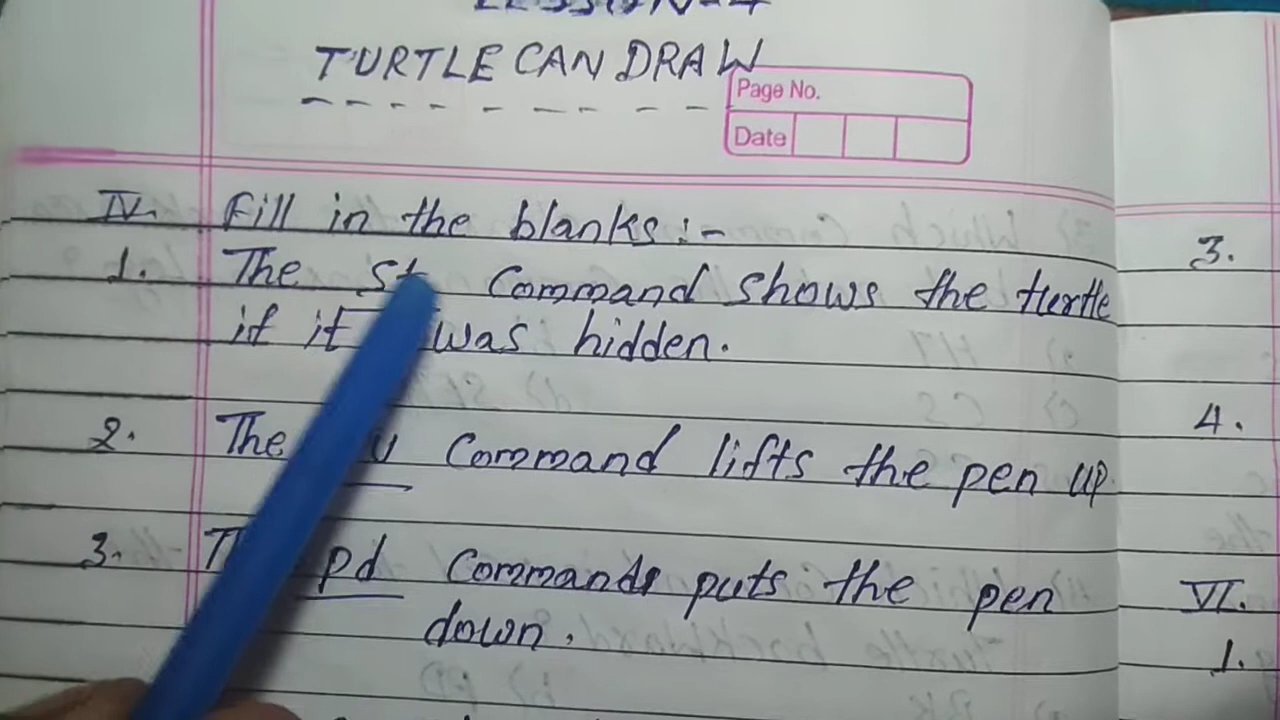 TURTLE CAN DRAW
Page No.
Date
IV. Fill in the blanks:-
1. The st Command shows the turtle
if it was hidden.
2. The Command lifts the pen up
3. pd Commands puts the pen
down.
3.
4.
VI.
1.